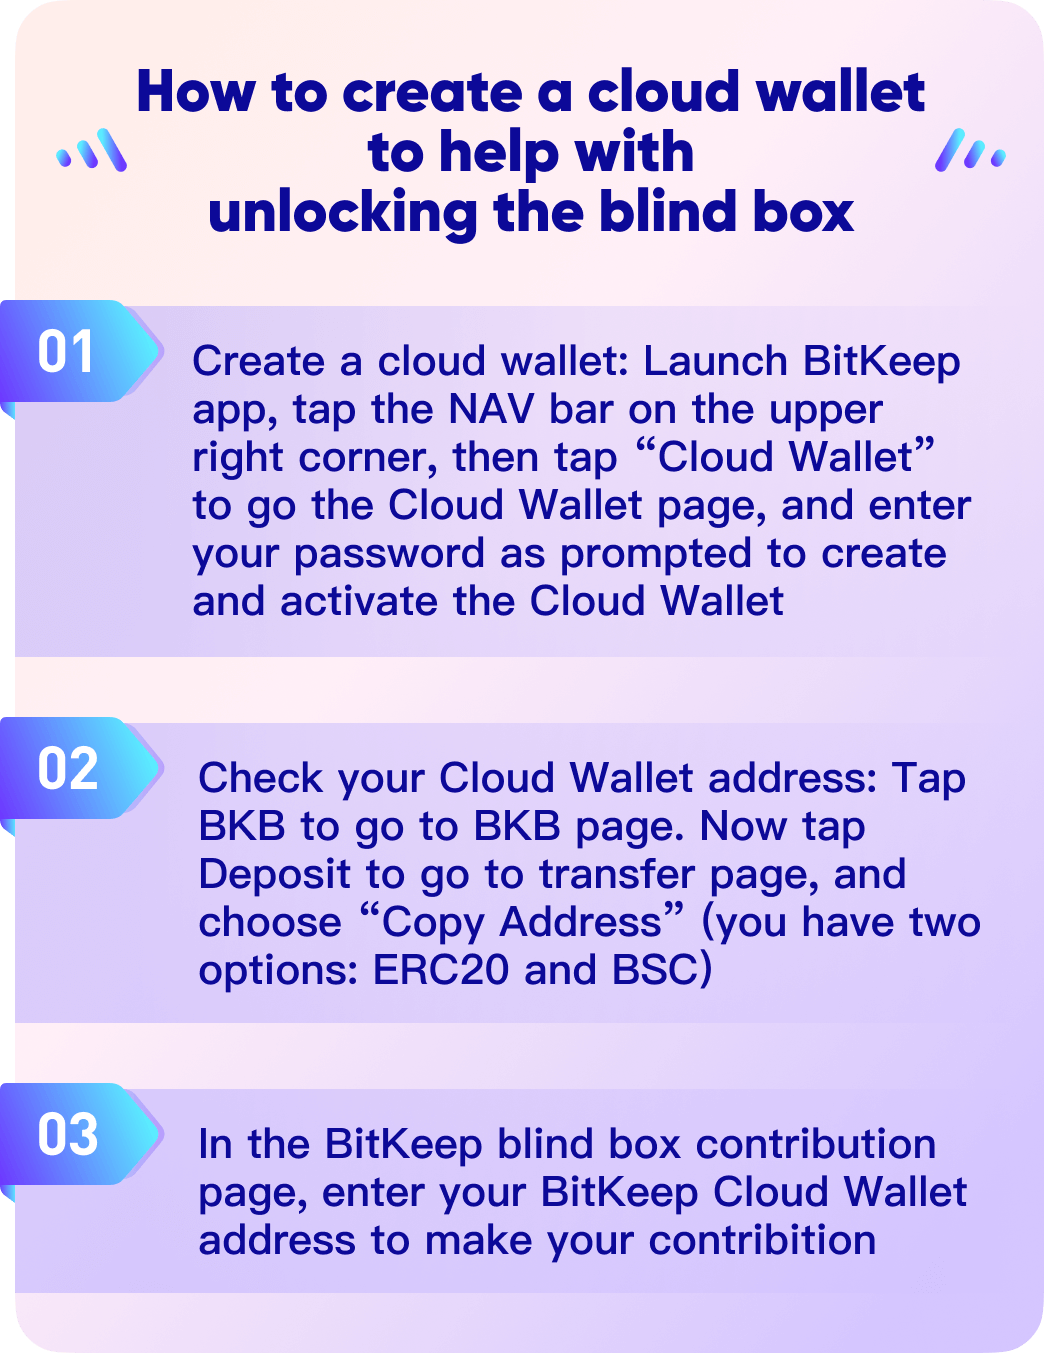 How to create a cloud wallet
to help with
unlocking the blind box
01
Create a cloud wallet: Launch BitKeep
app, tap the NAV bar on the upper
right corner, then tap “Cloud Wallet”
to go the Cloud Wallet page, and enter
your password as prompted to create
and activate the Cloud Wallet
02
Check your Cloud Wallet address: Tap
BKB to go to BKB page. Now tap
Deposit to go to transfer page, and
choose “Copy Address” (you have two
options: ERC20 and BSC)
03
In the BitKeep blind box contribution
page, enter your BitKeep Cloud Wallet
address to make your contribition